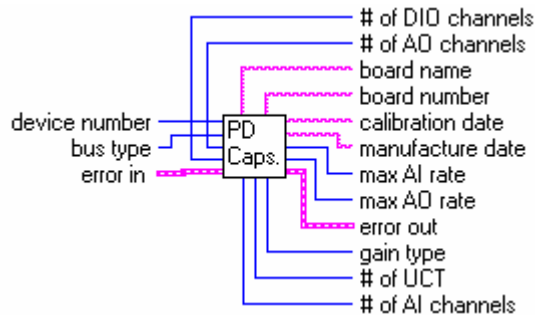 # of DIO channels
# of AO channels
board name
board number
device number
calibration date
bus type
manufacture date
error in
PD
Caps.
max AI rate
max AO rate
error out
gain type
# of UCT
# of AI channels